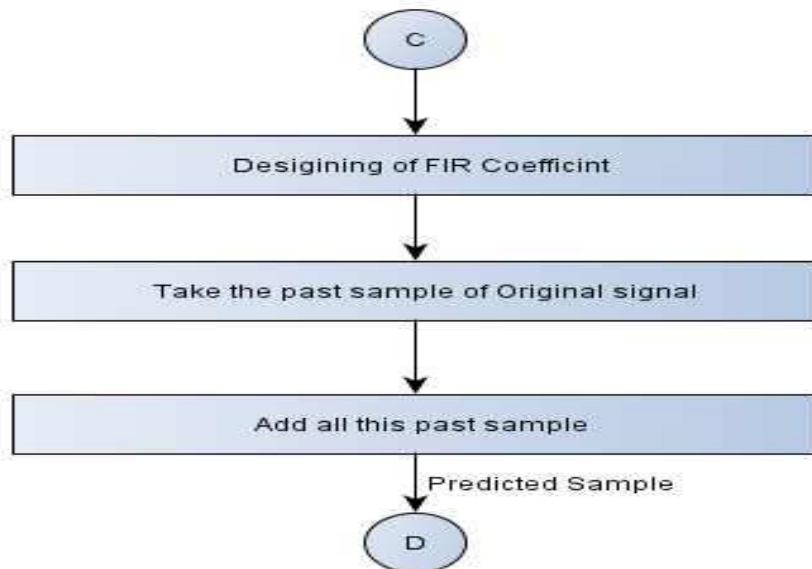 C
Desigining of FIR Coefficint
Take the past sample of Original signal
Add all this past sample
Predicted Sample
D